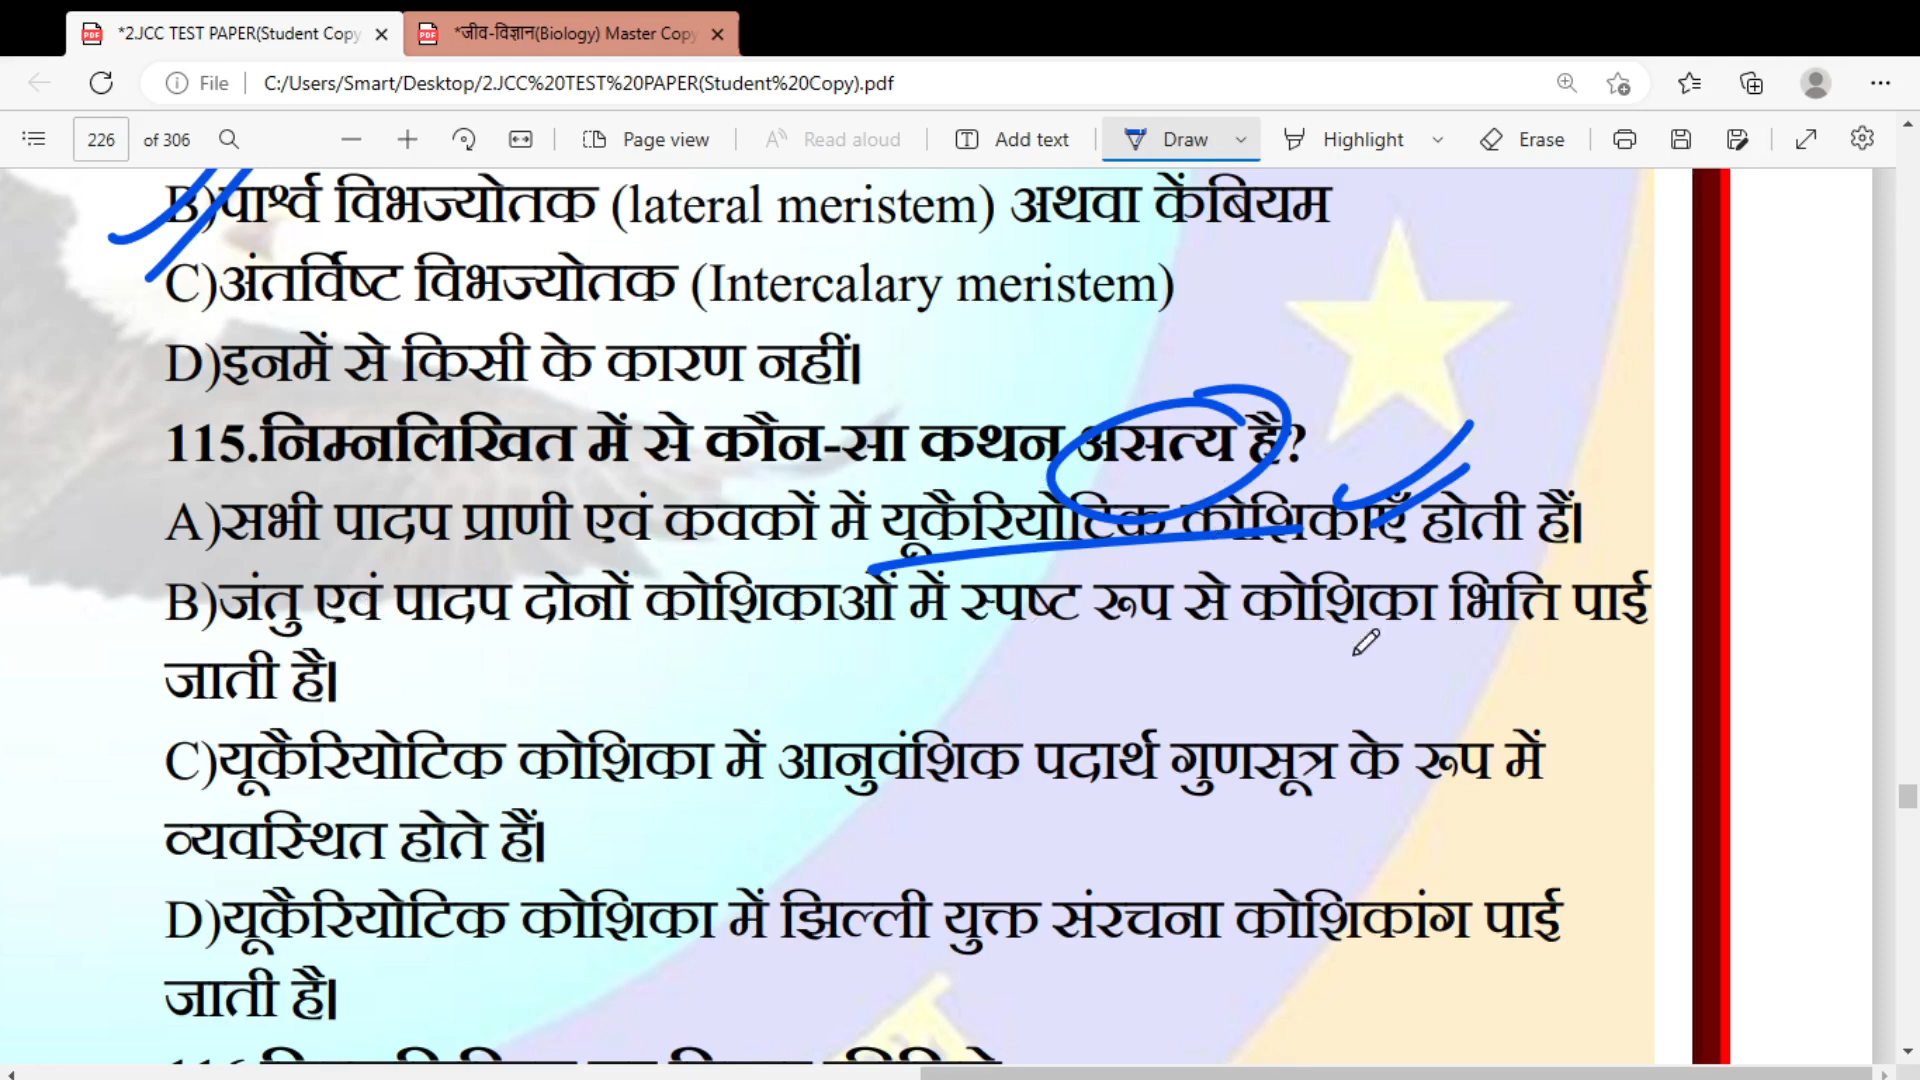 *2.JCC TEST PAPER(Student Copy
*जीव-विज्ञान(Biology) Master Cop
File C:/Users/Smart/Desktop/2.JCC%20TEST%20PAPER(Student%20Copy).pdf
226 of 306 Page view Read aloud Add text Draw Highlight Erase
B)पार्श्व विभज्योतक (lateral meristem) अथवा केंबियम
C)अंतर्विष्ट विभज्योतक (Intercalary meristem)
D)इनमें से किसी के कारण नहीं।
115.निम्नलिखित में से कौन-सा कथन असत्य है?
A)सभी पादप प्राणी एवं कवकों में यूकैरियोटिक कोशिकाएँ होती हैं।
B)जंतु एवं पादप दोनों कोशिकाओं में स्पष्ट रूप से कोशिका भित्ति पाई
जाती है।
C)यूकैरियोटिक कोशिका में आनुवंशिक पदार्थ गुणसूत्र के रूप में
व्यवस्थित होते हैं।
D)यूकैरियोटिक कोशिका में झिल्ली युक्त संरचना कोशिकांग पाई
जाती है।